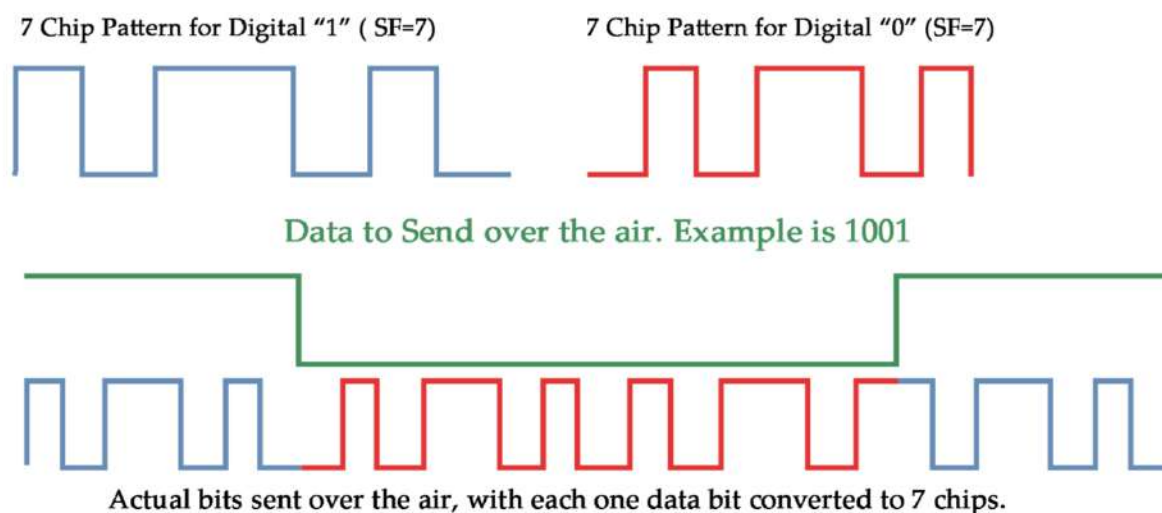 7 Chip Pattern for Digital “1” ( SF=7)
7 Chip Pattern for Digital “0” (SF=7)
Data to Send over the air. Example is 1001
Actual bits sent over the air, with each one data bit converted to 7 chips.